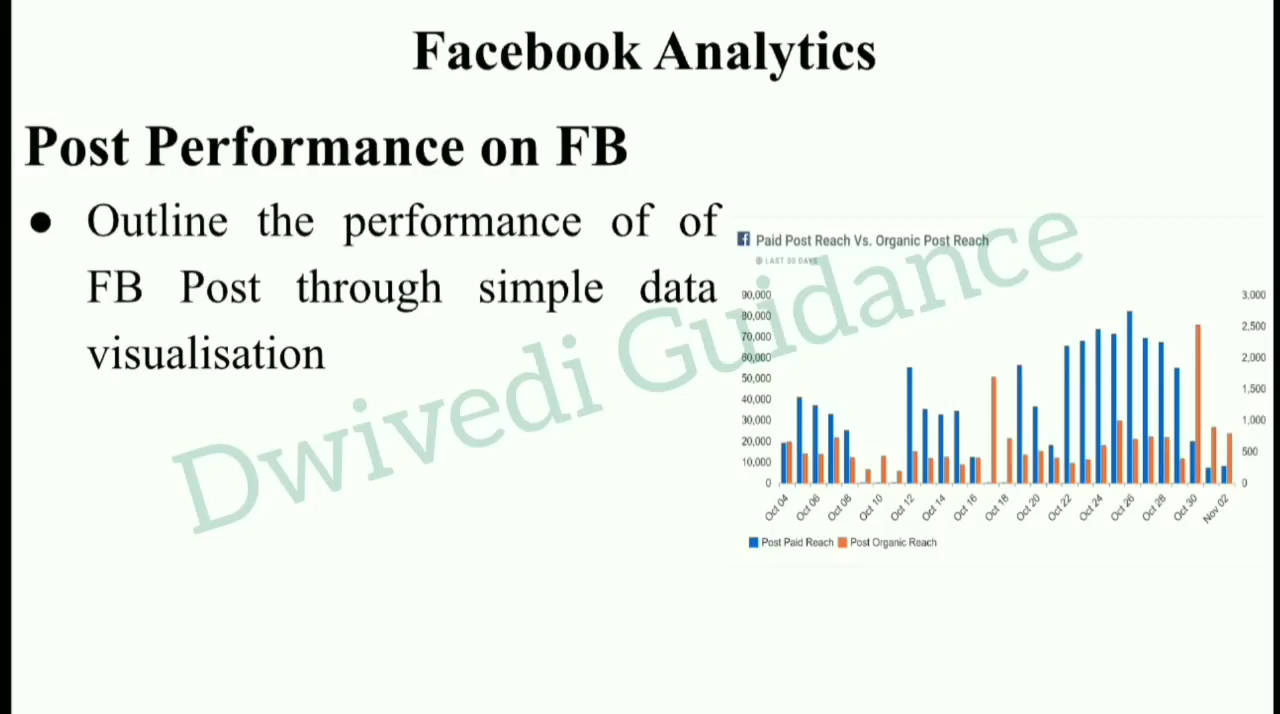 Facebook Analytics
Post Performance on FB
● Outline the performance of of
FB Post through simple data
visualisation
Paid Post Reach Vs. Organic Post Reach
LAST 30 DAYS
90,000
80,000
70,000
60,000
50,000
40,000
30,000
20,000
10,000
0
3,000
2,500
2,000
1,500
1,000
500
0
Oct 04
Oct 06
Oct 08
Oct 10
Oct 12
Oct 14
Oct 16
Oct 18
Oct 20
Oct 22
Oct 24
Oct 26
Oct 28
Oct 30
Nov 02
Post Paid Reach Post Organic Reach
Dwivedi Guidance